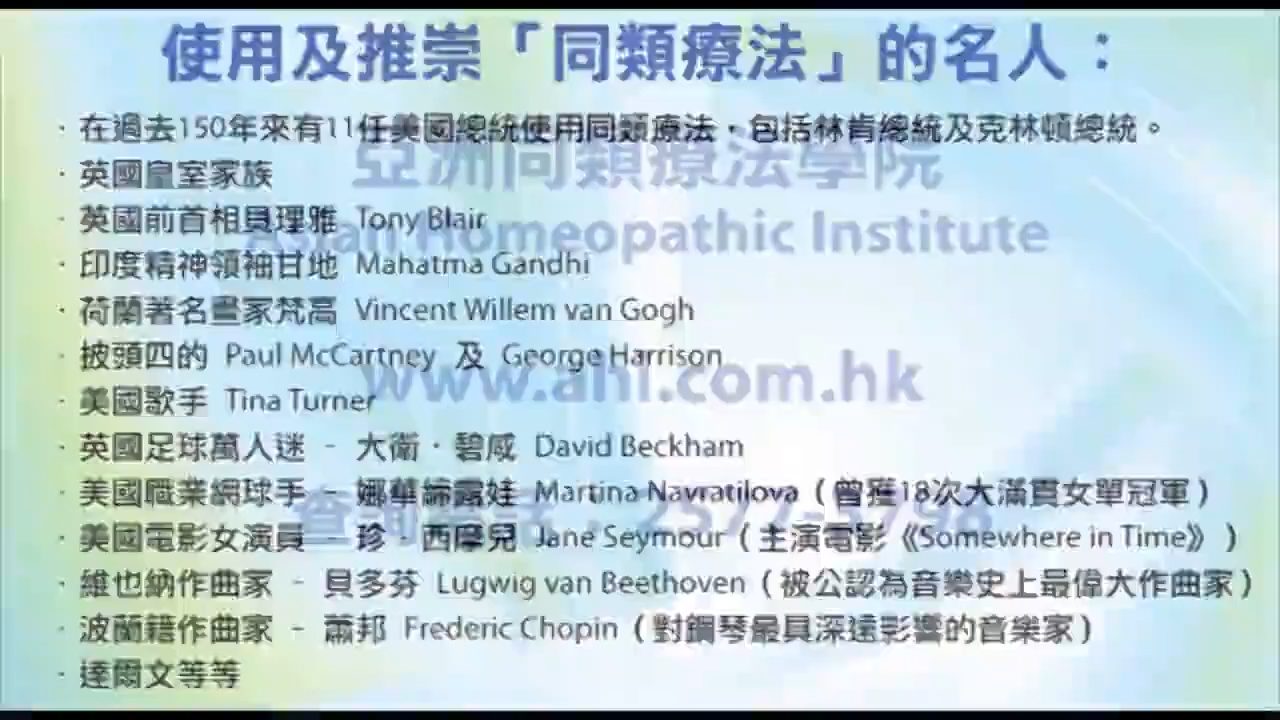 使用及推崇「同類療法」的名人：
· 在過去150年來有11任美國總統使用同類療法，包括林肯總統及克林頓總統。
亞洲同類療法學院
· 英國皇室家族
· 英國前首相貝理雅 Tony Blair
Asian Homeopathic Institute
· 印度精神領袖甘地 Mahatma Gandhi
· 荷蘭著名畫家梵高 Vincent Willem van Gogh
· 披頭四的 Paul McCartney 及 George Harrison
www.ahi.com.hk
· 美國歌手 Tina Turner
· 英國足球萬人迷 - 大衛·碧咸 David Beckham
· 美國職業網球手 - 娜華締露娃 Martina Navratilova（曾獲18次大滿貫女單冠軍）
· 美國電影女演員 - 珍·西摩兒 Jane Seymour（主演電影《Somewhere in Time》）
· 維也納作曲家 - 貝多芬 Lugwig van Beethoven（被公認為音樂史上最偉大作曲家）
· 波蘭籍作曲家 - 蕭邦 Frederic Chopin（對鋼琴最具深遠影響的音樂家）
· 達爾文等等